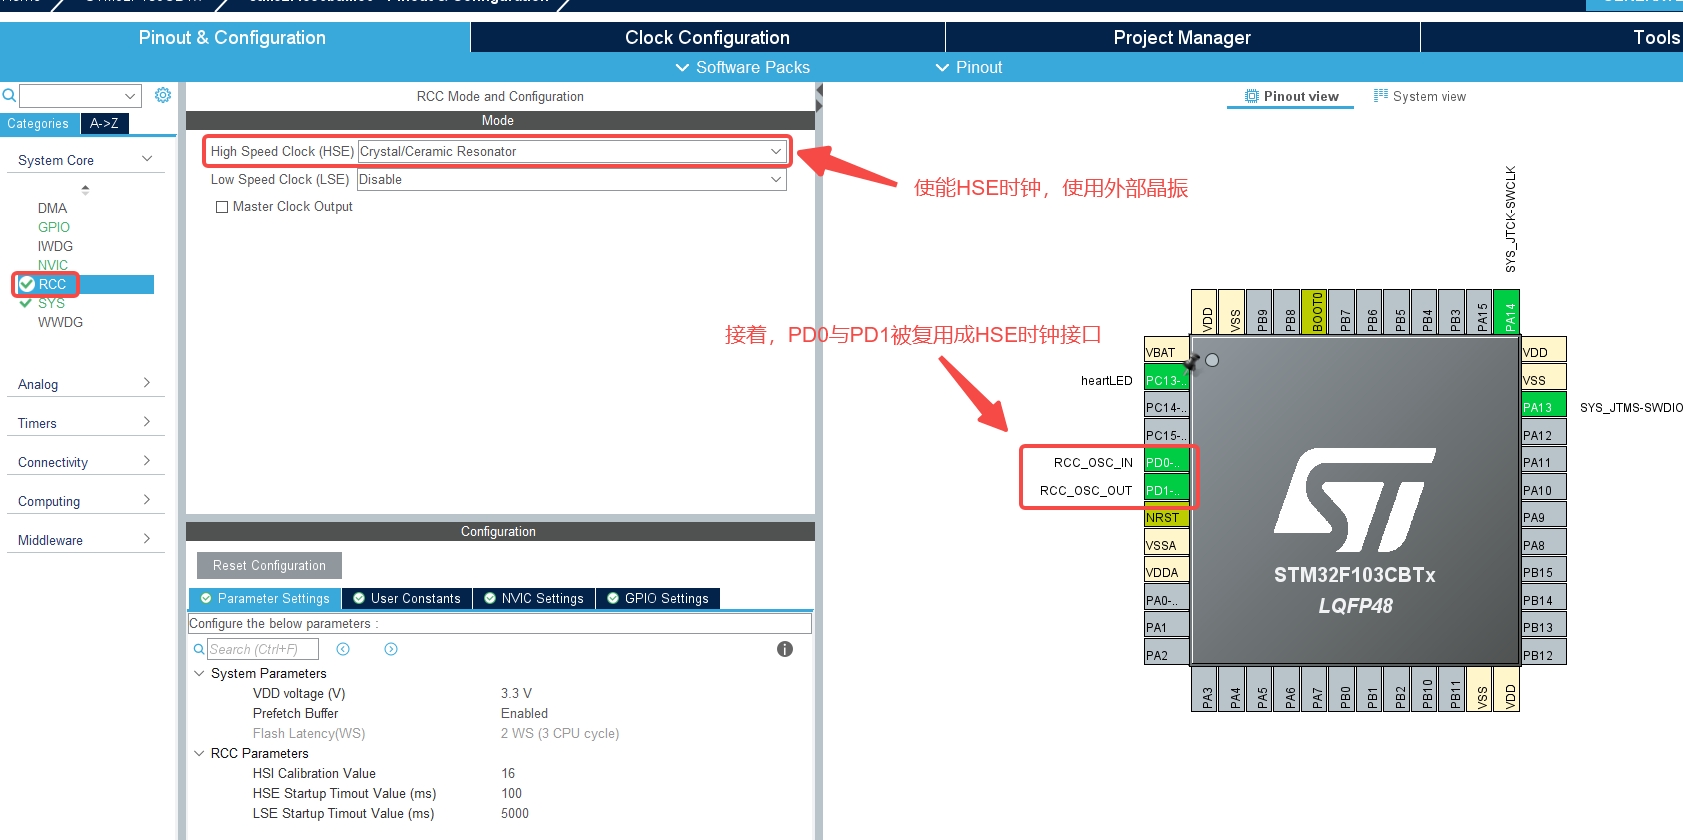 Pinout & Configuration
Clock Configuration
Project Manager
Tools
Software Packs
Pinout
Categories
A->Z
System Core
DMA
GPIO
IWDG
NVIC
RCC
SYS
WWDG
Analog
Timers
Connectivity
Computing
Middleware
RCC Mode and Configuration
Mode
High Speed Clock (HSE) Crystal/Ceramic Resonator
Low Speed Clock (LSE) Disable
Master Clock Output
Configuration
Reset Configuration
Parameter Settings
User Constants
NVIC Settings
GPIO Settings
Configure the below parameters :
Search (Ctrl+F)
System Parameters
VDD voltage (V) 3.3 V
Prefetch Buffer Enabled
Flash Latency(WS) 2 WS (3 CPU cycle)
RCC Parameters
HSI Calibration Value 16
HSE Startup Timout Value (ms) 100
LSE Startup Timout Value (ms) 5000
Pinout view
System view
使能HSE时钟，使用外部晶振
接着，PD0与PD1被复用成HSE时钟接口
SYS_JTCK-SWCLK
VDD
VSS
PB9
PB8
BOOT0
PB7
PB6
PB5
PB4
PB3
PA15
PA14
VBAT
heartLED PC13-..
PC14-..
PC15-..
RCC_OSC_IN PD0-..
RCC_OSC_OUT PD1-..
NRST
VSSA
VDDA
PA0-..
PA1
PA2
VDD
VSS
PA13 SYS_JTMS-SWDIO
PA12
PA11
PA10
PA9
PA8
PB15
PB14
PB13
PB12
ST
STM32F103CBTx
LQFP48
PA3
PA4
PA5
PA6
PA7
PB0
PB1
PB2
PB10
PB11
VSS
VDD